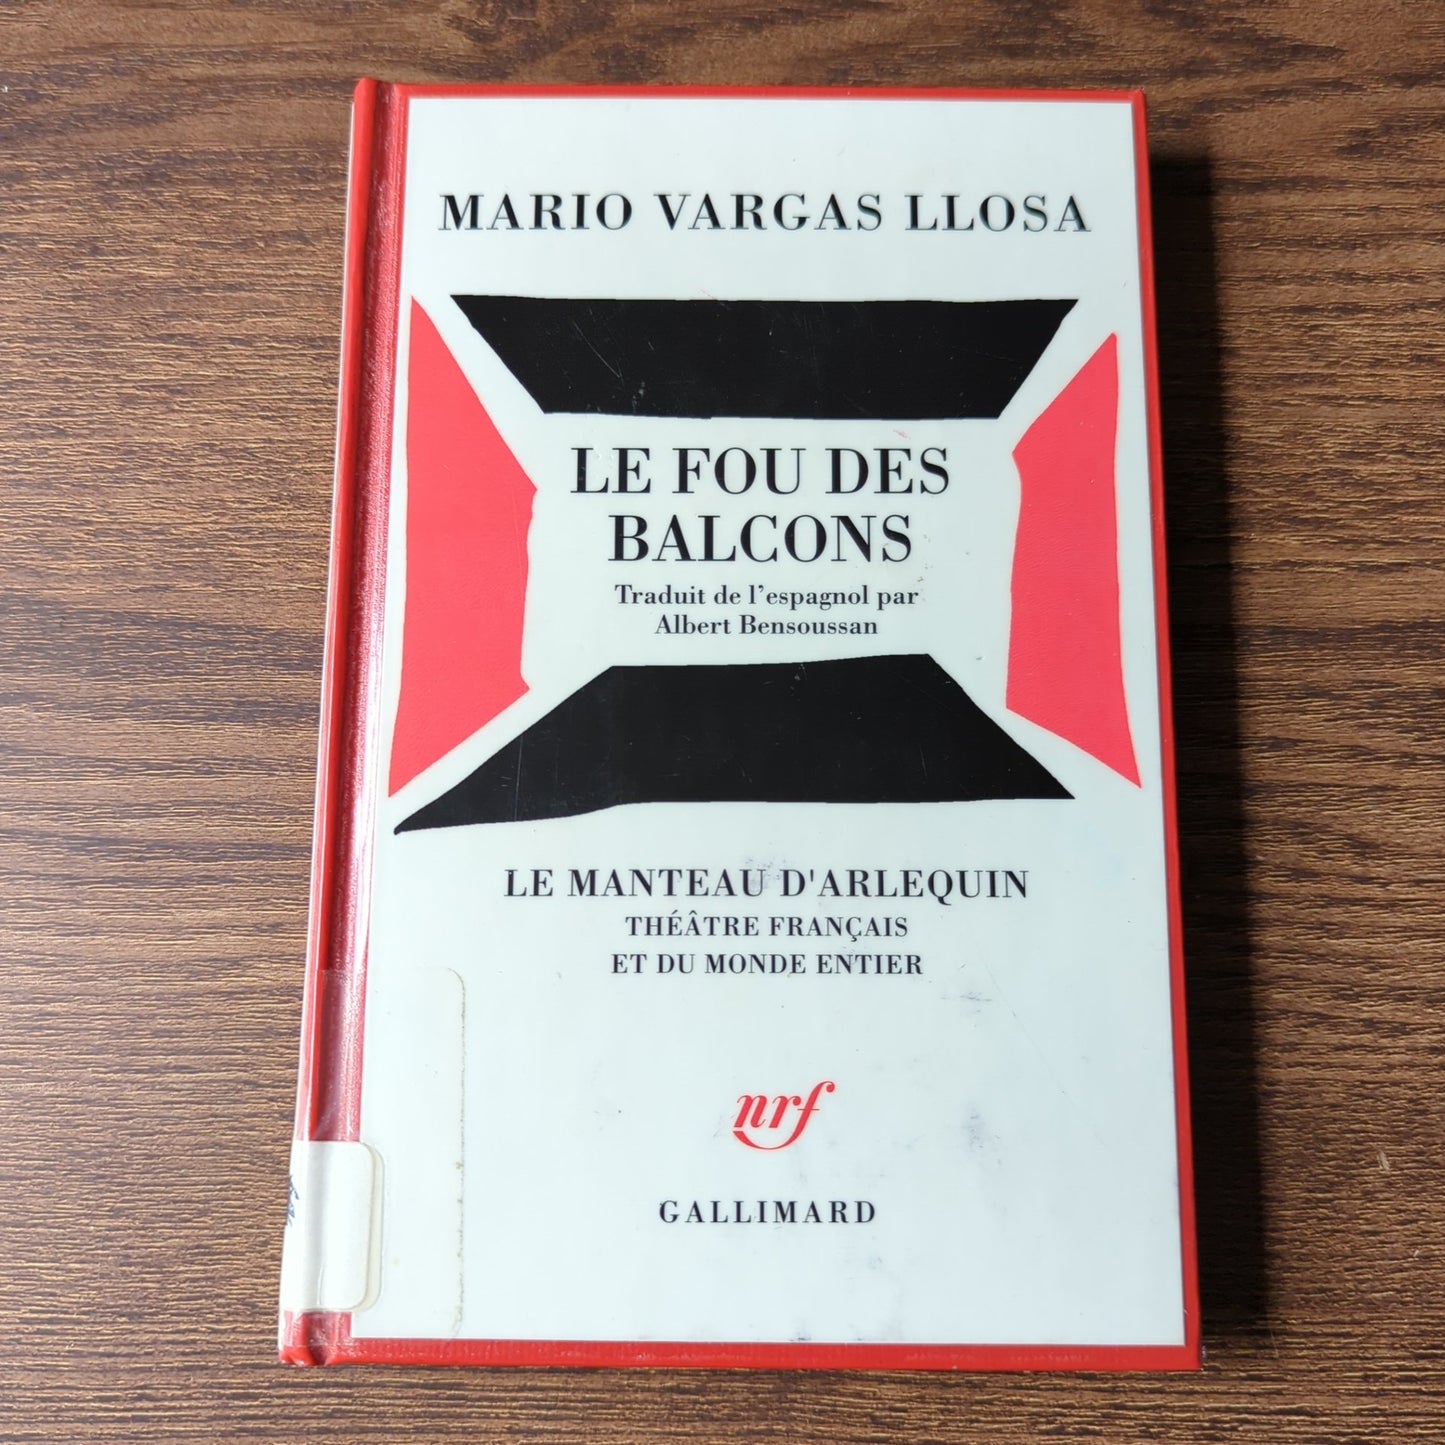 MARIO VARGAS LLOSA
LE FOU DES
BALCONS
Traduit de l'espagnol par
Albert Bensoussan
LE MANTEAU D'ARLEQUIN
THÉÂTRE FRANÇAIS
ET DU MONDE ENTIER
nrf
GALLIMARD